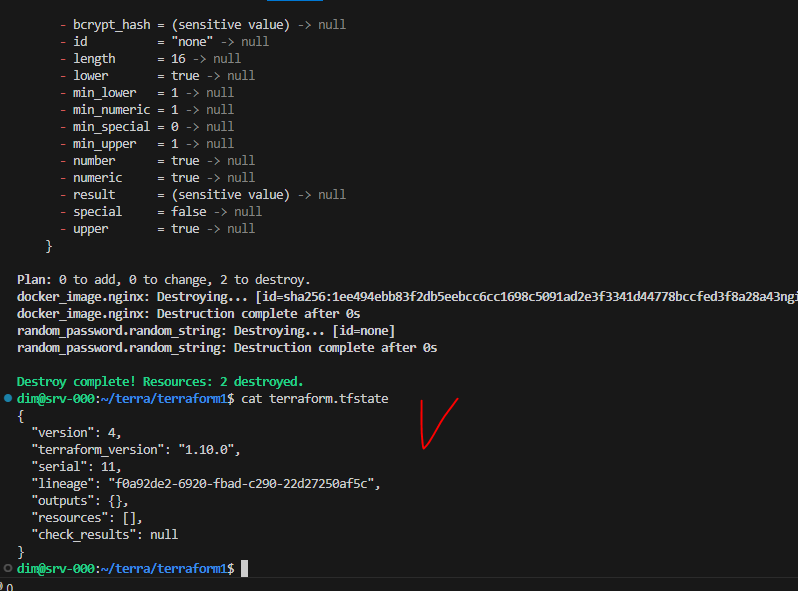 - bcrypt_hash = (sensitive value) -> null
- id          = "none" -> null
- length      = 16 -> null
- lower       = true -> null
- min_lower   = 1 -> null
- min_numeric = 1 -> null
- min_special = 0 -> null
- min_upper   = 1 -> null
- number      = true -> null
- numeric     = true -> null
- result      = (sensitive value) -> null
- special     = false -> null
- upper       = true -> null
}
Plan: 0 to add, 0 to change, 2 to destroy.
docker_image.nginx: Destroying... [id=sha256:1ee494ebb83f2db5eebcc6cc1698c5091ad2e3f3341d44778bccfed3f8a28a43ngi
docker_image.nginx: Destruction complete after 0s
random_password.random_string: Destroying... [id=none]
random_password.random_string: Destruction complete after 0s
Destroy complete! Resources: 2 destroyed.
dim@srv-000:~/terra/terraform1$ cat terraform.tfstate
{
  "version": 4,
  "terraform_version": "1.10.0",
  "serial": 11,
  "lineage": "f0a92de2-6920-fbad-c290-22d27250af5c",
  "outputs": {},
  "resources": [],
  "check_results": null
}
dim@srv-000:~/terra/terraform1$
0